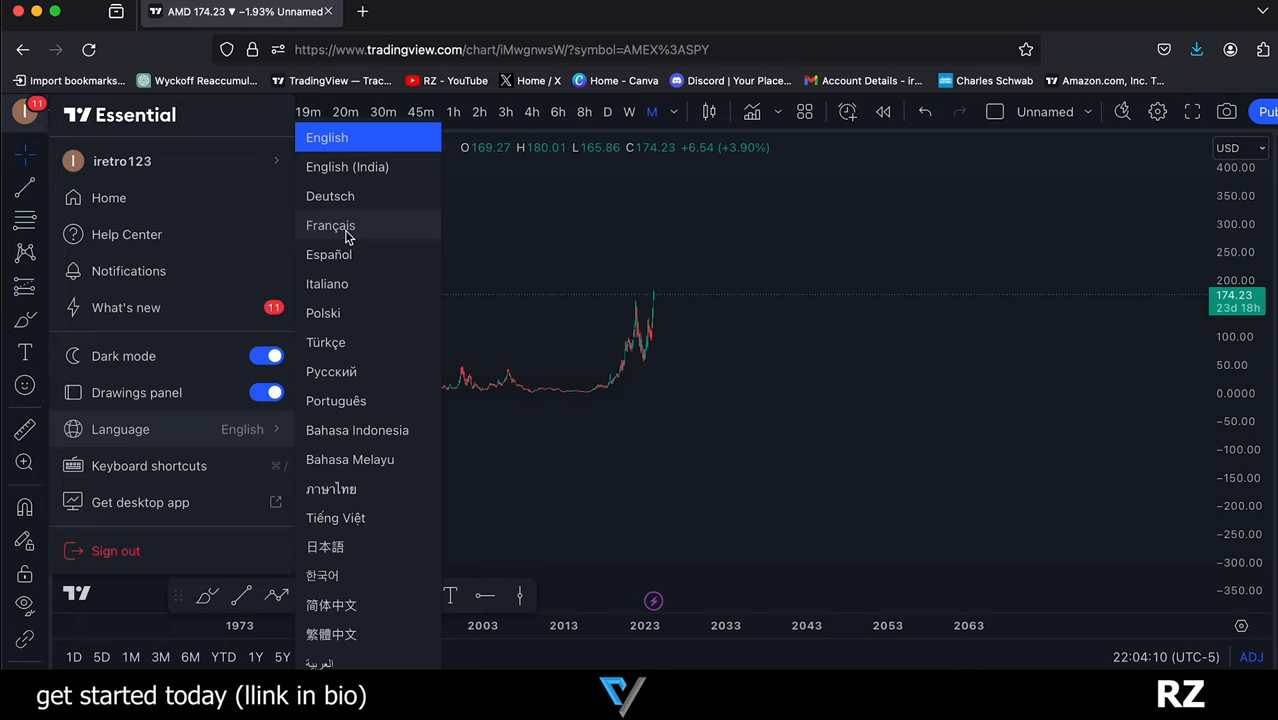 AMD 174.23 ▼ −1.93% Unnamed
https://www.tradingview.com/chart/iMwgnwsW/?symbol=AMEX%3ASPY
Import bookmarks...
Wyckoff Reaccumul...
TradingView — Trac...
RZ - YouTube
Home / X
Home - Canva
Discord | Your Place...
Account Details - ir...
Charles Schwab
Amazon.com, Inc. T...
11
Essential
19m 20m 30m 45m 1h 2h 3h 4h 6h 8h D W M
Unnamed
Pub
O169.27 H180.01 L165.86 C174.23 +6.54 (+3.90%)
USD
iretro123
Home
Help Center
Notifications
What's new 11
Dark mode
Drawings panel
Language English
Keyboard shortcuts ⌘ /
Get desktop app
Sign out
English
English (India)
Deutsch
Français
Español
Italiano
Polski
Türkçe
Русский
Português
Bahasa Indonesia
Bahasa Melayu
ภาษาไทย
Tiếng Việt
日本語
한국어
简体中文
繁體中文
العربية
400.00
350.00
300.00
250.00
200.00
174.23
23d 18h
100.00
50.00
0.0000
−50.00
−100.00
−150.00
−200.00
−250.00
−300.00
−350.00
1973 2003 2013 2023 2033 2043 2053 2063
1D 5D 1M 3M 6M YTD 1Y 5Y
22:04:10 (UTC-5)
ADJ
get started today (llink in bio)
RZ